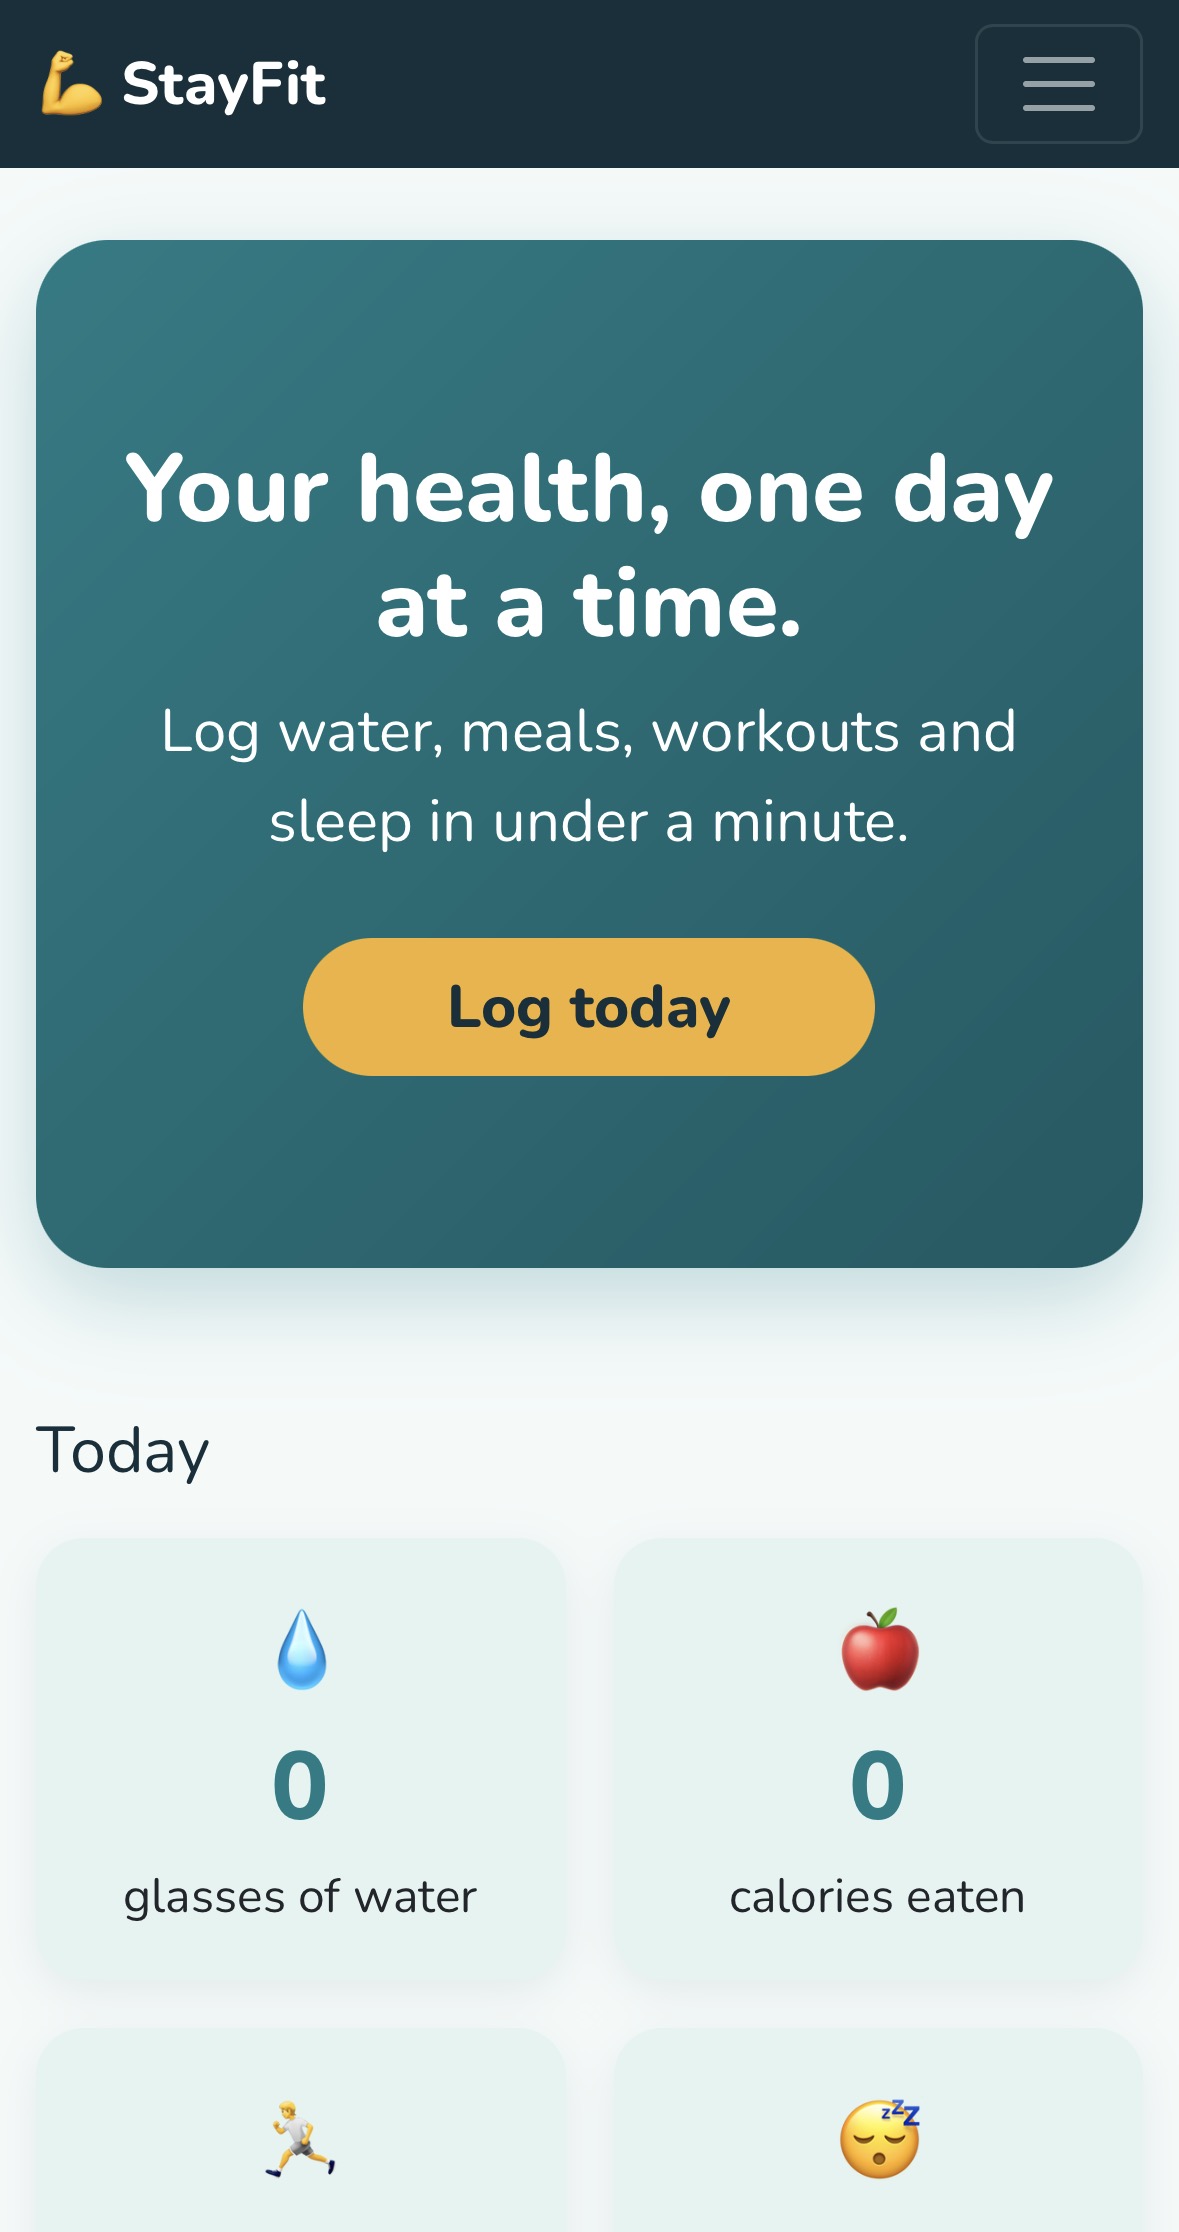 💪 StayFit
Your health, one day
at a time.
Log water, meals, workouts and
sleep in under a minute.
Log today
Today
💧
0
glasses of water
🍎
0
calories eaten
🏃
😴